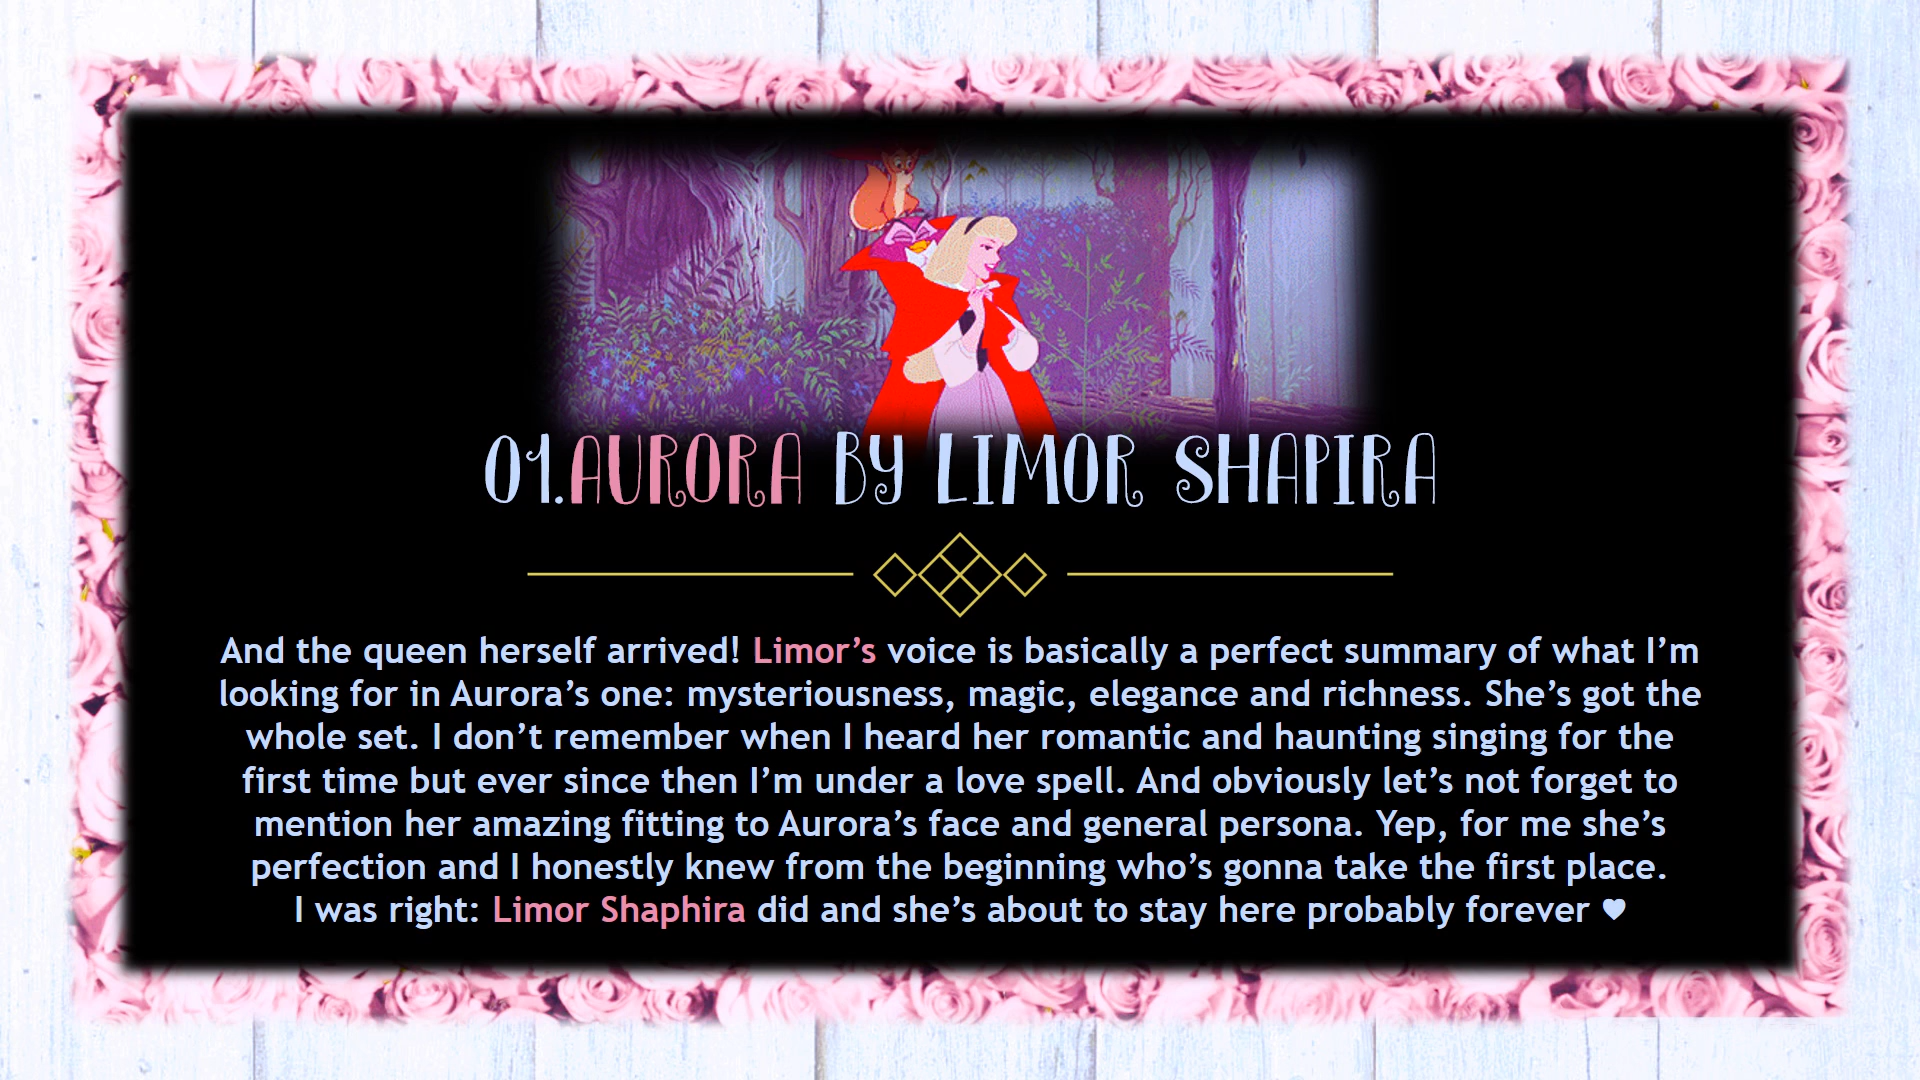 01.AURORA BY LIMOR SHAPIRA
And the queen herself arrived! Limor’s voice is basically a perfect summary of what I’m
looking for in Aurora’s one: mysteriousness, magic, elegance and richness. She’s got the
whole set. I don’t remember when I heard her romantic and haunting singing for the
first time but ever since then I’m under a love spell. And obviously let’s not forget to
mention her amazing fitting to Aurora’s face and general persona. Yep, for me she’s
perfection and I honestly knew from the beginning who’s gonna take the first place.
I was right: Limor Shaphira did and she’s about to stay here probably forever ♥